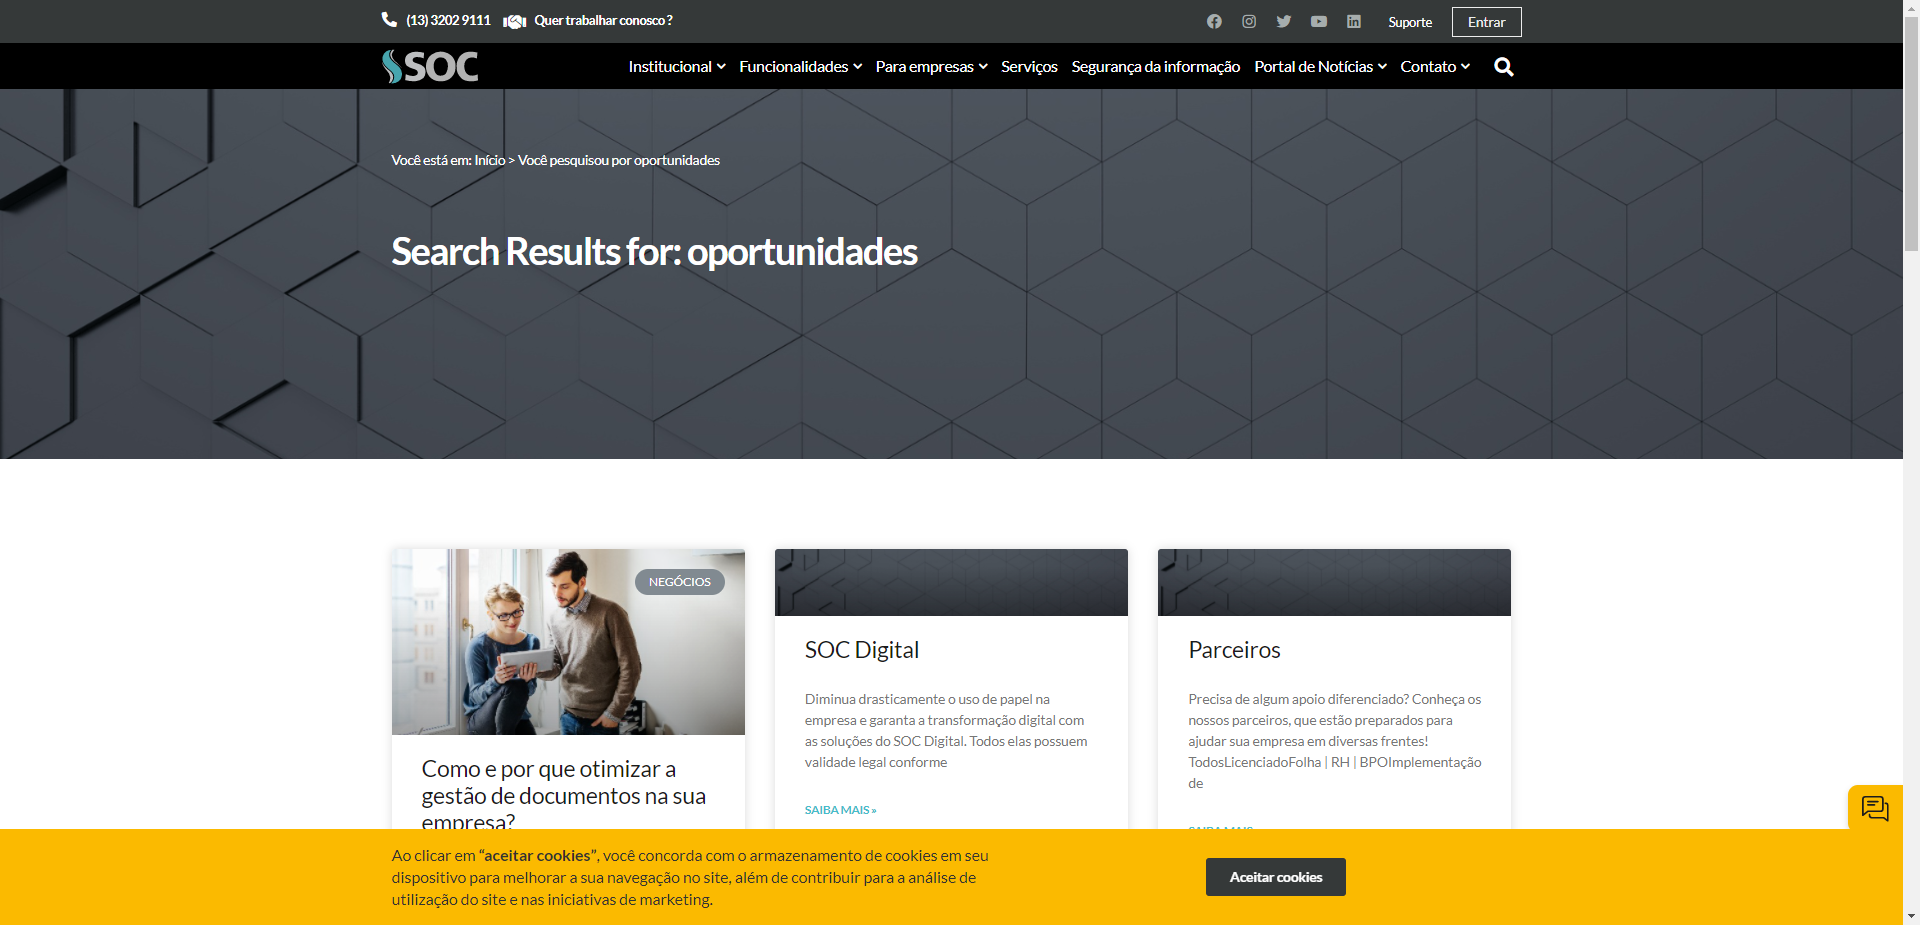 (13) 3202 9111 Quer trabalhar conosco ?
Suporte Entrar
SOC
Institucional Funcionalidades Para empresas Serviços Segurança da informação Portal de Notícias Contato
Você está em: Início > Você pesquisou por oportunidades
Search Results for: oportunidades
NEGÓCIOS
Como e por que otimizar a
gestão de documentos na sua
empresa?
SOC Digital
Diminua drasticamente o uso de papel na
empresa e garanta a transformação digital com
as soluções do SOC Digital. Todos elas possuem
validade legal conforme
SAIBA MAIS »
Parceiros
Precisa de algum apoio diferenciado? Conheça os
nossos parceiros, que estão preparados para
ajudar sua empresa em diversas frentes!
TodosLicenciadoFolha | RH | BPOImplementação
de
Ao clicar em “aceitar cookies”, você concorda com o armazenamento de cookies em seu
dispositivo para melhorar a sua navegação no site, além de contribuir para a análise de
utilização do site e nas iniciativas de marketing.
Aceitar cookies